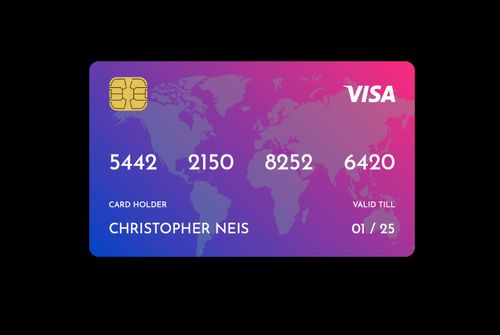 VISA
5442 2150 8252 6420
CARD HOLDER VALID TILL
CHRISTOPHER NEIS 01 / 25